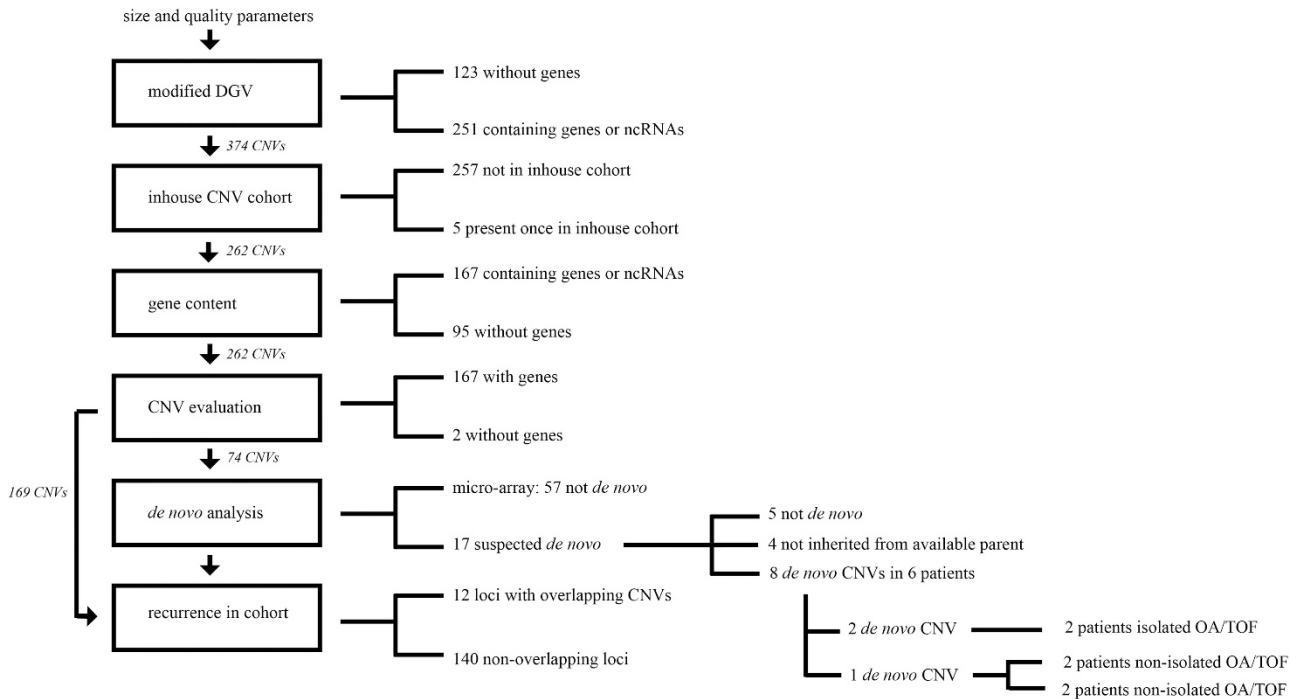 size and quality parameters
modified DGV
123 without genes
251 containing genes or ncRNAs
374 CNVs
inhouse CNV cohort
257 not in inhouse cohort
5 present once in inhouse cohort
262 CNVs
gene content
167 containing genes or ncRNAs
95 without genes
262 CNVs
CNV evaluation
167 with genes
2 without genes
74 CNVs
169 CNVs
de novo analysis
micro-array: 57 not de novo
17 suspected de novo
5 not de novo
4 not inherited from available parent
8 de novo CNVs in 6 patients
recurrence in cohort
12 loci with overlapping CNVs
140 non-overlapping loci
2 de novo CNV
2 patients isolated OA/TOF
1 de novo CNV
2 patients non-isolated OA/TOF
2 patients non-isolated OA/TOF